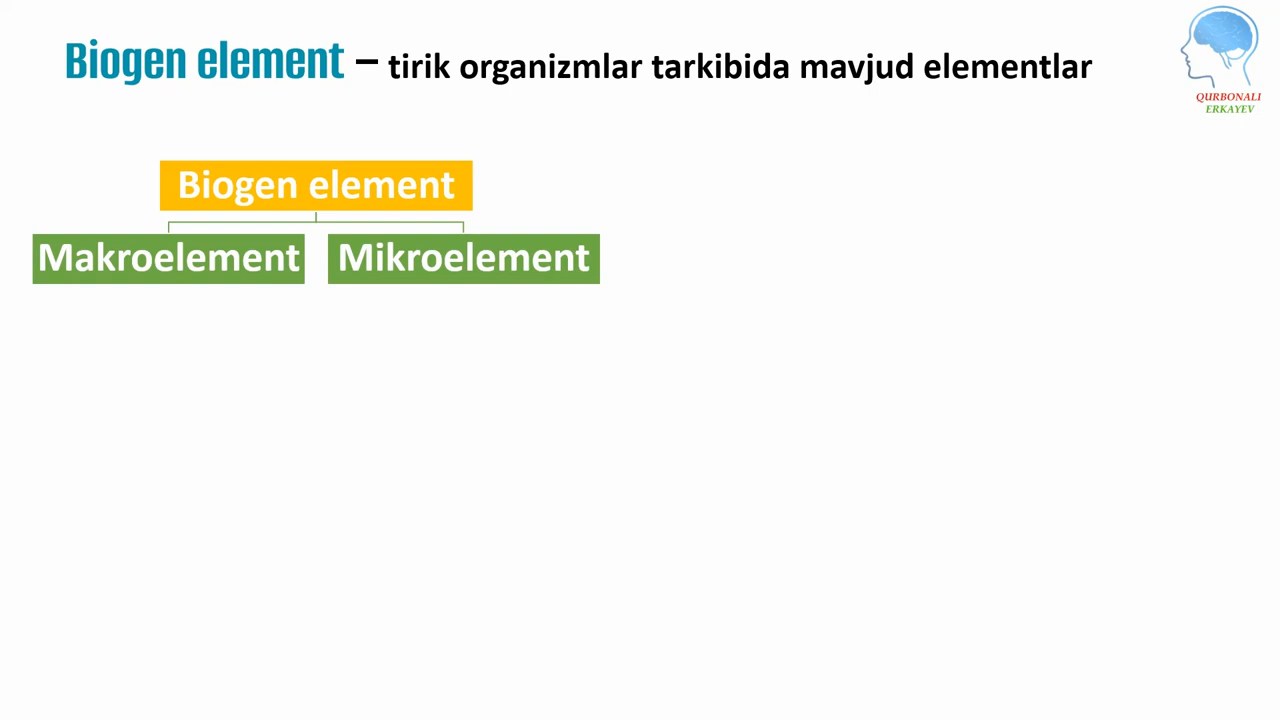 Biogen element – tirik organizmlar tarkibida mavjud elementlar
QURBONALI
ERKAYEV
Biogen element
Makroelement Mikroelement